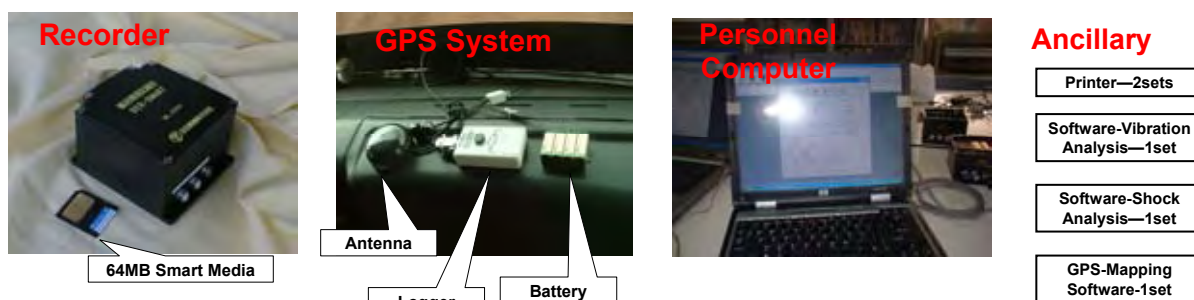 Recorder
64MB Smart Media
GPS System
Antenna
Logger
Battery
Personnel
Computer
Ancillary
Printer—2sets
Software-Vibration
Analysis—1set
Software-Shock
Analysis—1set
GPS-Mapping
Software-1set